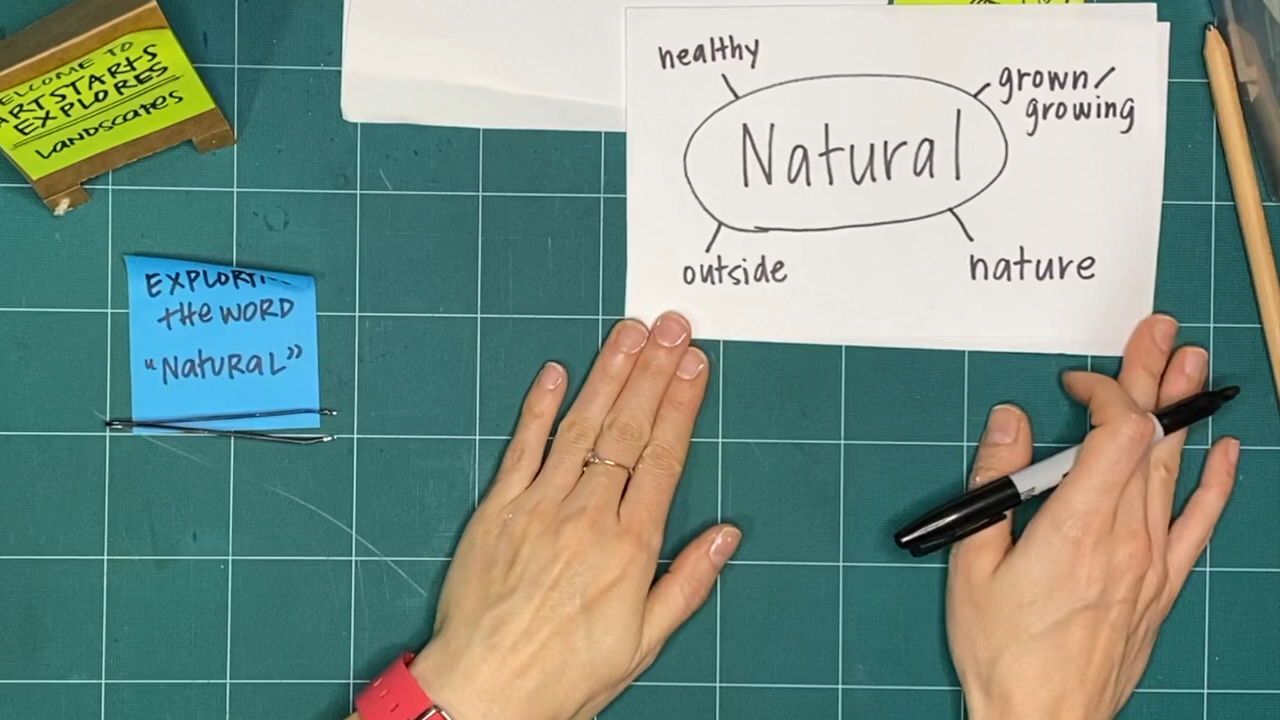 WELCOME TO
ARTSTARTS
EXPLORES
LANDSCAPES
EXPLORI
the WORD
"Natural"
healthy
grown/
growing
Natural
outside
nature